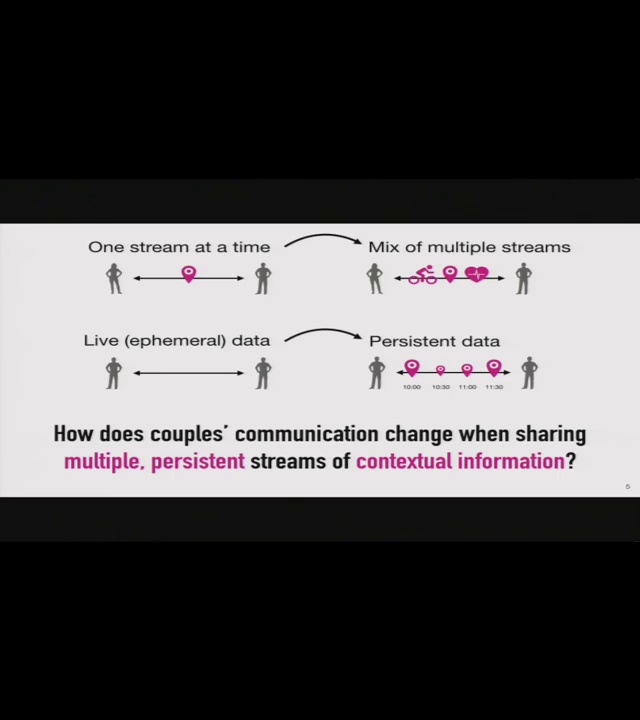 One stream at a time
Mix of multiple streams
Live (ephemeral) data
Persistent data
10:00 10:30 11:00 11:30
How does couples' communication change when sharing
multiple, persistent streams of contextual information?
5